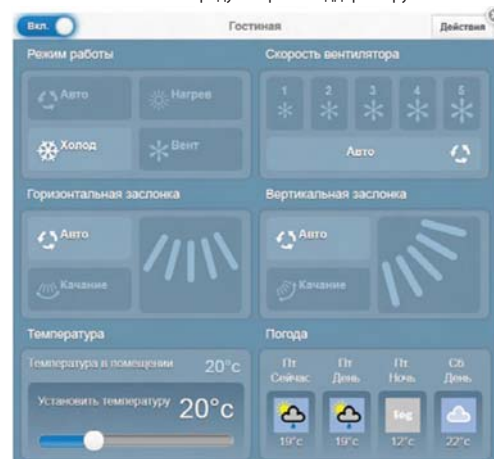 Вкл.
Гостиная
Действия
Режим работы
Авто
Нагрев
Холод
Вент
Скорость вентилятора
1 2 3 4 5
Авто
Горизонтальная заслонка
Авто
Качание
Вертикальная заслонка
Авто
Качание
Температура
Температура в помещении 20°c
Установить температуру 20°c
Погода
Пт Пт Пт Сб
Сейчас День Ночь День
fog
19°c 19°c 12°c 22°c